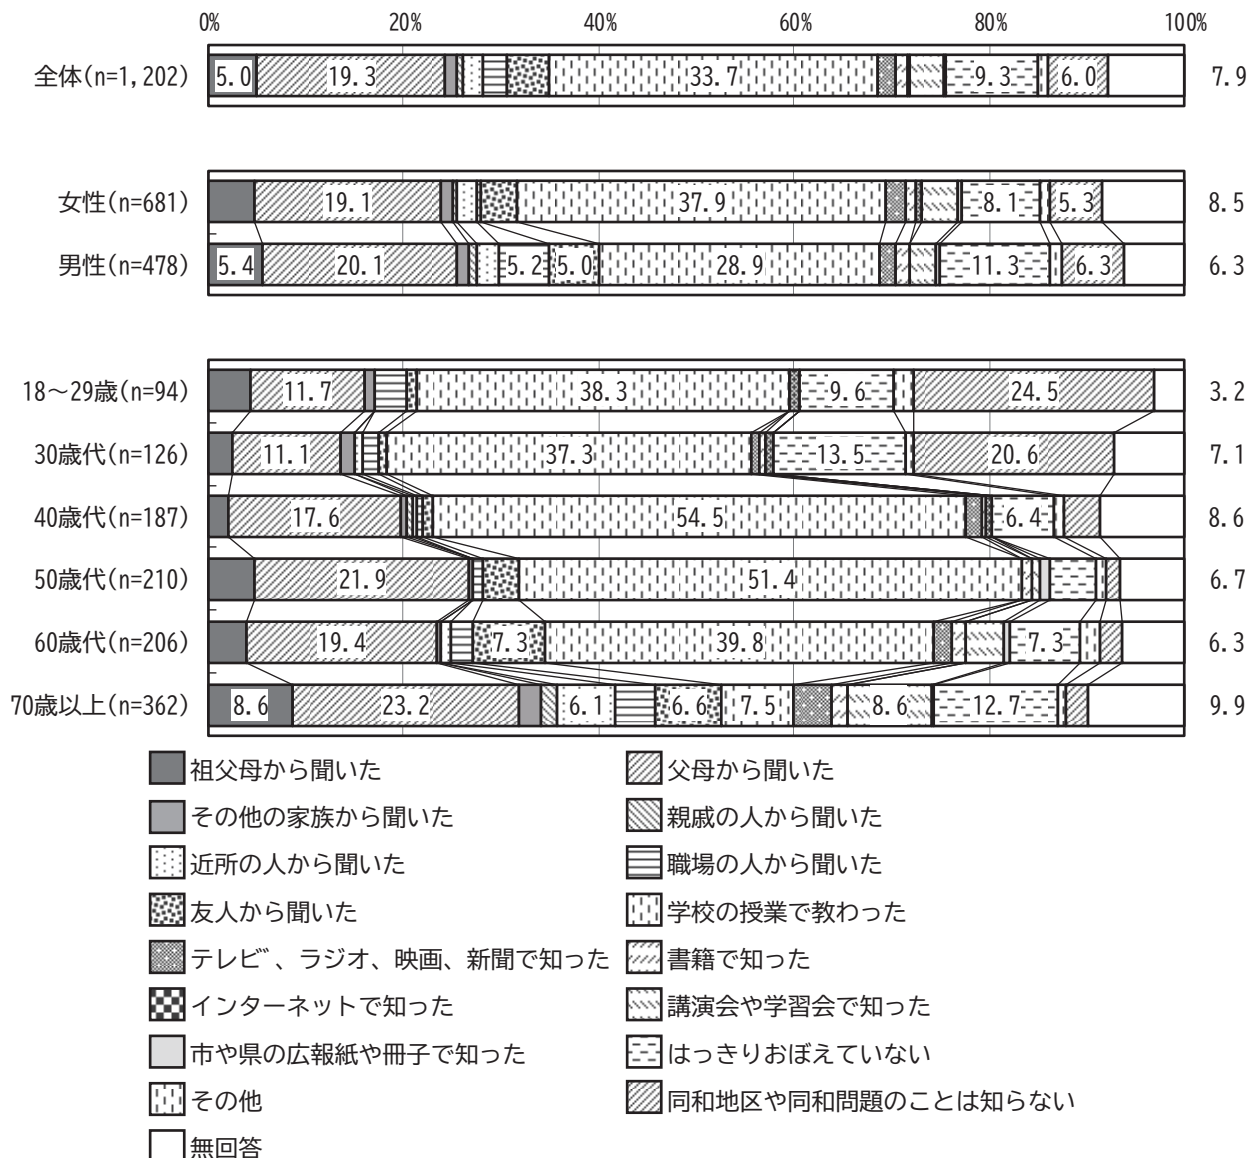 0% 20% 40% 60% 80% 100%
全体(n=1,202) 5.0 19.3 33.7 9.3 6.0 7.9
女性(n=681) 19.1 37.9 8.1 5.3 8.5
男性(n=478) 5.4 20.1 5.2 5.0 28.9 11.3 6.3 6.3
18～29歳(n=94) 11.7 38.3 9.6 24.5 3.2
30歳代(n=126) 11.1 37.3 13.5 20.6 7.1
40歳代(n=187) 17.6 54.5 6.4 8.6
50歳代(n=210) 21.9 51.4 6.7
60歳代(n=206) 19.4 7.3 39.8 7.3 6.3
70歳以上(n=362) 8.6 23.2 6.1 6.6 7.5 8.6 12.7 9.9
祖父母から聞いた 父母から聞いた
その他の家族から聞いた 親戚の人から聞いた
近所の人から聞いた 職場の人から聞いた
友人から聞いた 学校の授業で教わった
テレビ、ラジオ、映画、新聞で知った 書籍で知った
インターネットで知った 講演会や学習会で知った
市や県の広報紙や冊子で知った はっきりおぼえていない
その他 同和地区や同和問題のことは知らない
無回答